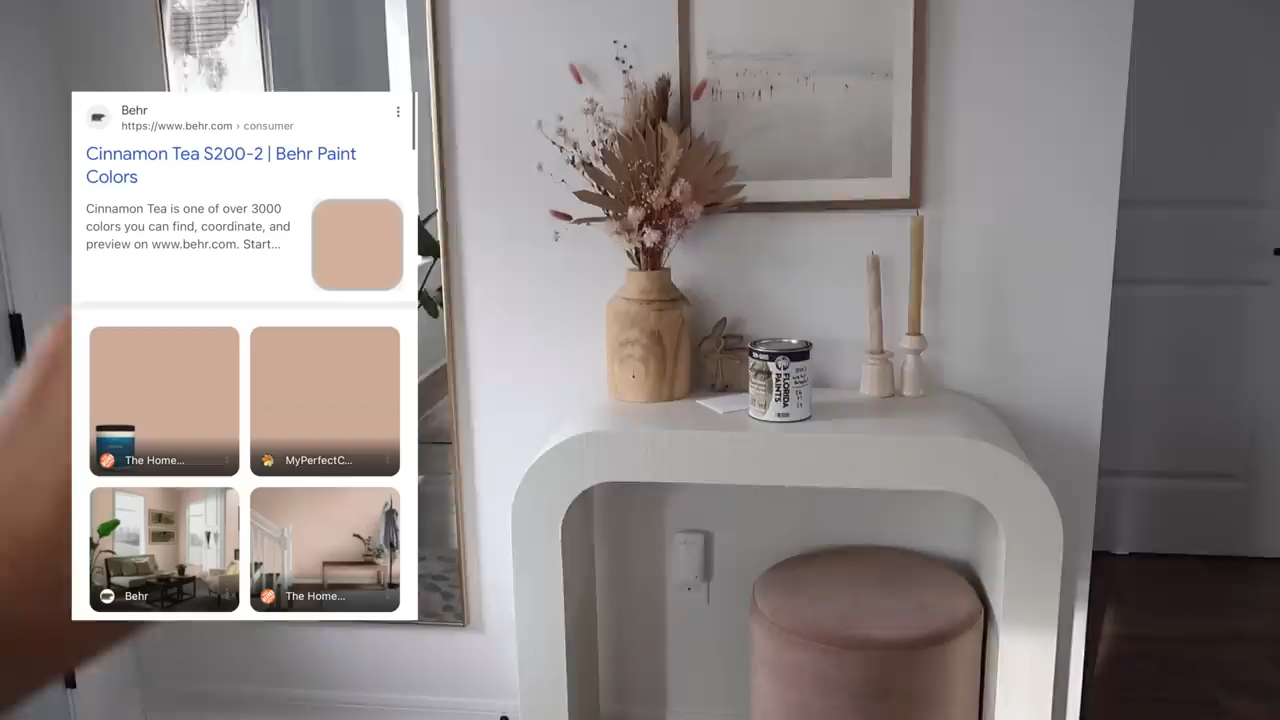 Behr
https://www.behr.com › consumer
Cinnamon Tea S200-2 | Behr Paint
Colors
Cinnamon Tea is one of over 3000
colors you can find, coordinate, and
preview on www.behr.com. Start...
The Home...
MyPerfectC...
Behr
The Home...
FLORIDA
PAINTS